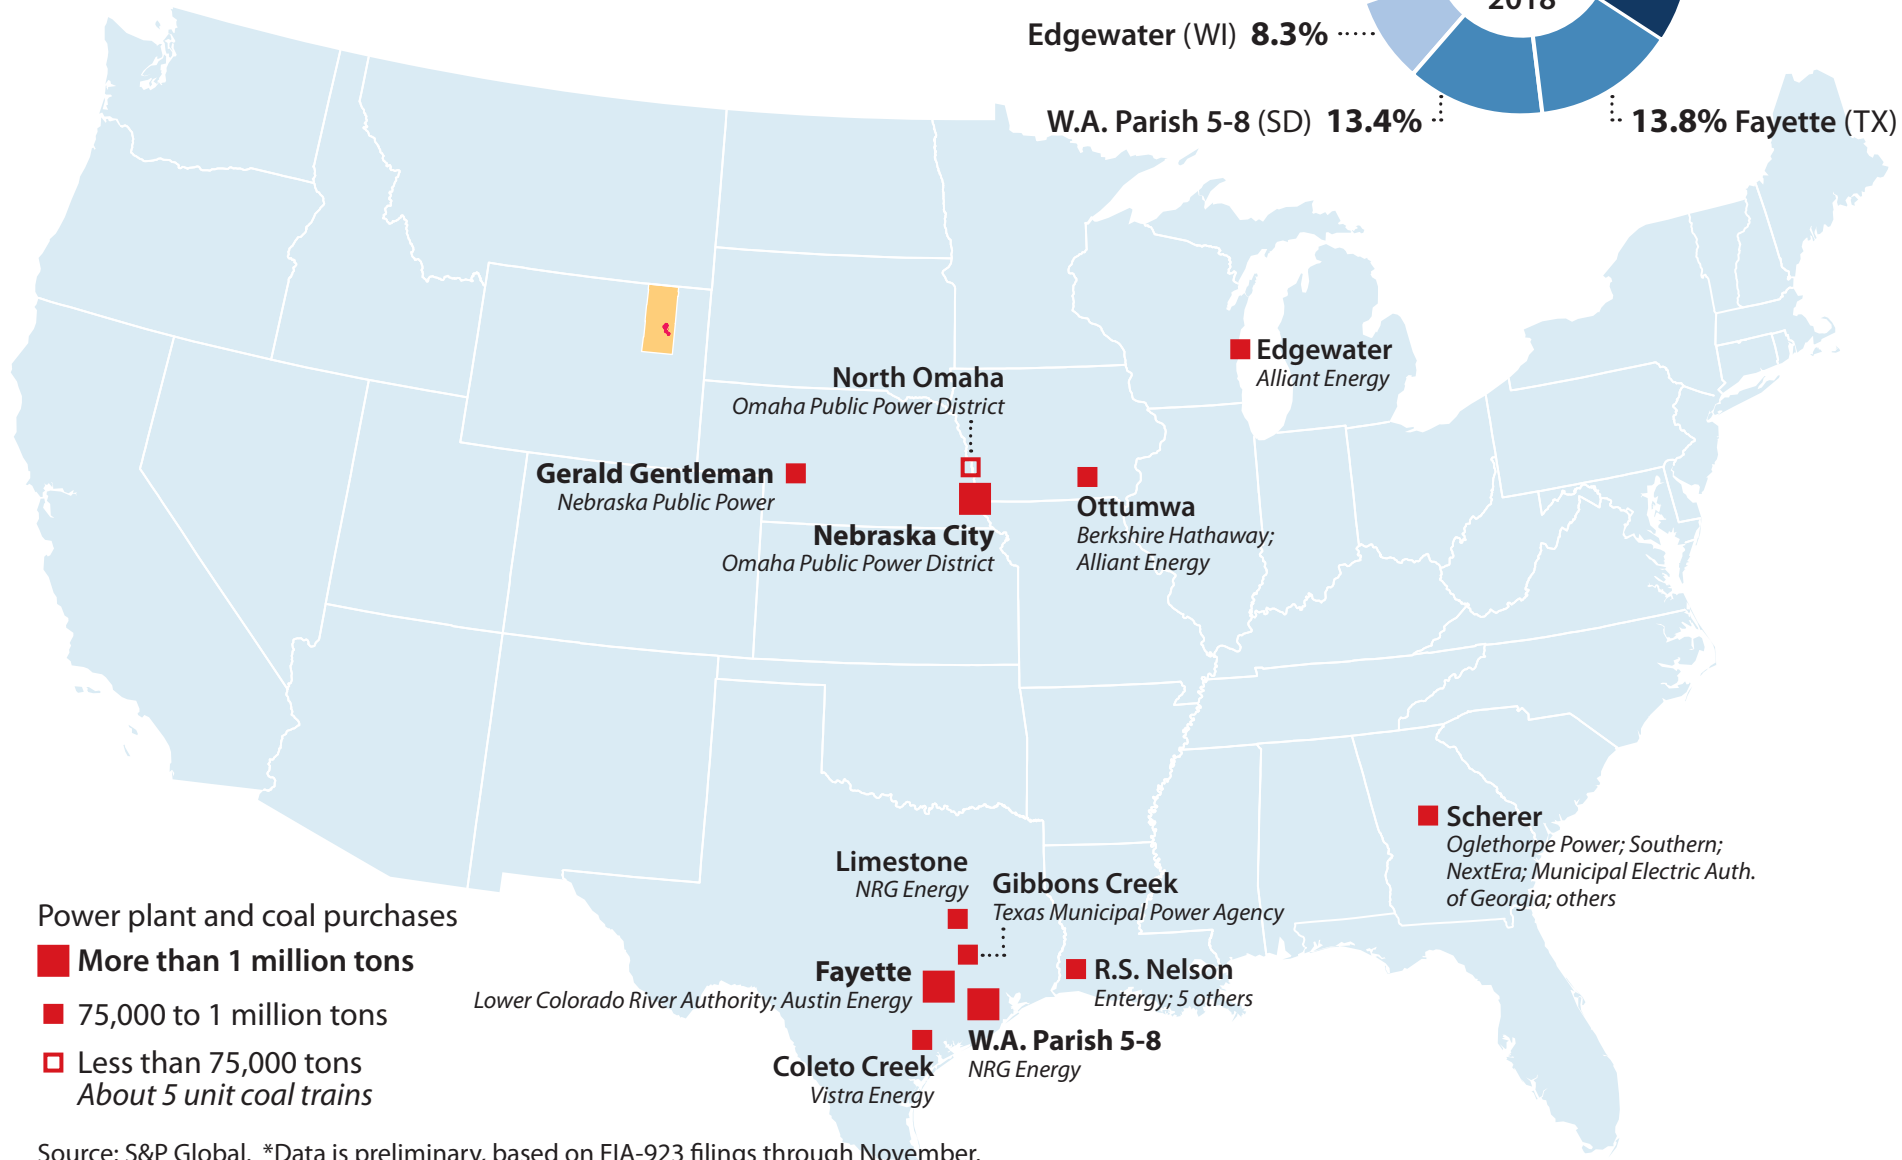 2018
Edgewater (WI) 8.3%
W.A. Parish 5-8 (SD) 13.4%
13.8% Fayette (TX)
Edgewater
Alliant Energy
North Omaha
Omaha Public Power District
Gerald Gentleman
Nebraska Public Power
Nebraska City
Omaha Public Power District
Ottumwa
Berkshire Hathaway;
Alliant Energy
Scherer
Oglethorpe Power; Southern;
NextEra; Municipal Electric Auth.
of Georgia; others
Limestone
NRG Energy
Gibbons Creek
Texas Municipal Power Agency
Fayette
Lower Colorado River Authority; Austin Energy
R.S. Nelson
Entergy; 5 others
W.A. Parish 5-8
NRG Energy
Coleto Creek
Vistra Energy
Power plant and coal purchases
More than 1 million tons
75,000 to 1 million tons
Less than 75,000 tons
About 5 unit coal trains
Source: S&P Global. *Data is preliminary, based on EIA-923 filings through November.